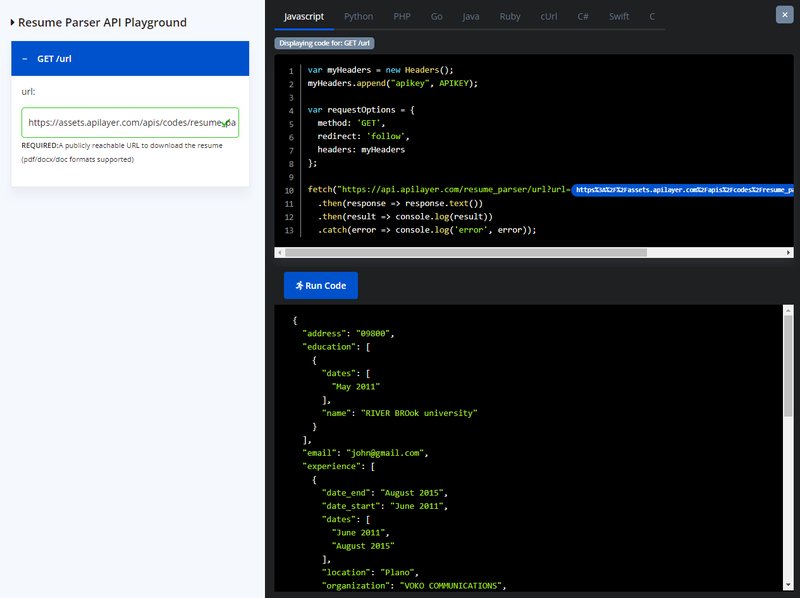 Resume Parser API Playground
− GET /url
url:
https://assets.apilayer.com/apis/codes/resume_pa
REQUIRED:A publicly reachable URL to download the resume
(pdf/docx/doc formats supported)
Javascript Python PHP Go Java Ruby cUrl C# Swift C
×
Displaying code for: GET /url
1 var myHeaders = new Headers();
2 myHeaders.append("apikey", APIKEY);
3
4 var requestOptions = {
5 method: 'GET',
6 redirect: 'follow',
7 headers: myHeaders
8 };
9
10 fetch("https://api.apilayer.com/resume_parser/url?url=https%3A%2F%2Fassets.apilayer.com%2Fapis%2Fcodes%2Fresume_pa
11 .then(response => response.text())
12 .then(result => console.log(result))
13 .catch(error => console.log('error', error));
Run Code
{
"address": "09800",
"education": [
{
"dates": [
"May 2011"
],
"name": "RIVER BROok university"
}
],
"email": "john@gmail.com",
"experience": [
{
"date_end": "August 2015",
"date_start": "June 2011",
"dates": [
"June 2011",
"August 2015"
],
"location": "Plano",
"organization": "VOKO COMMUNICATIONS",